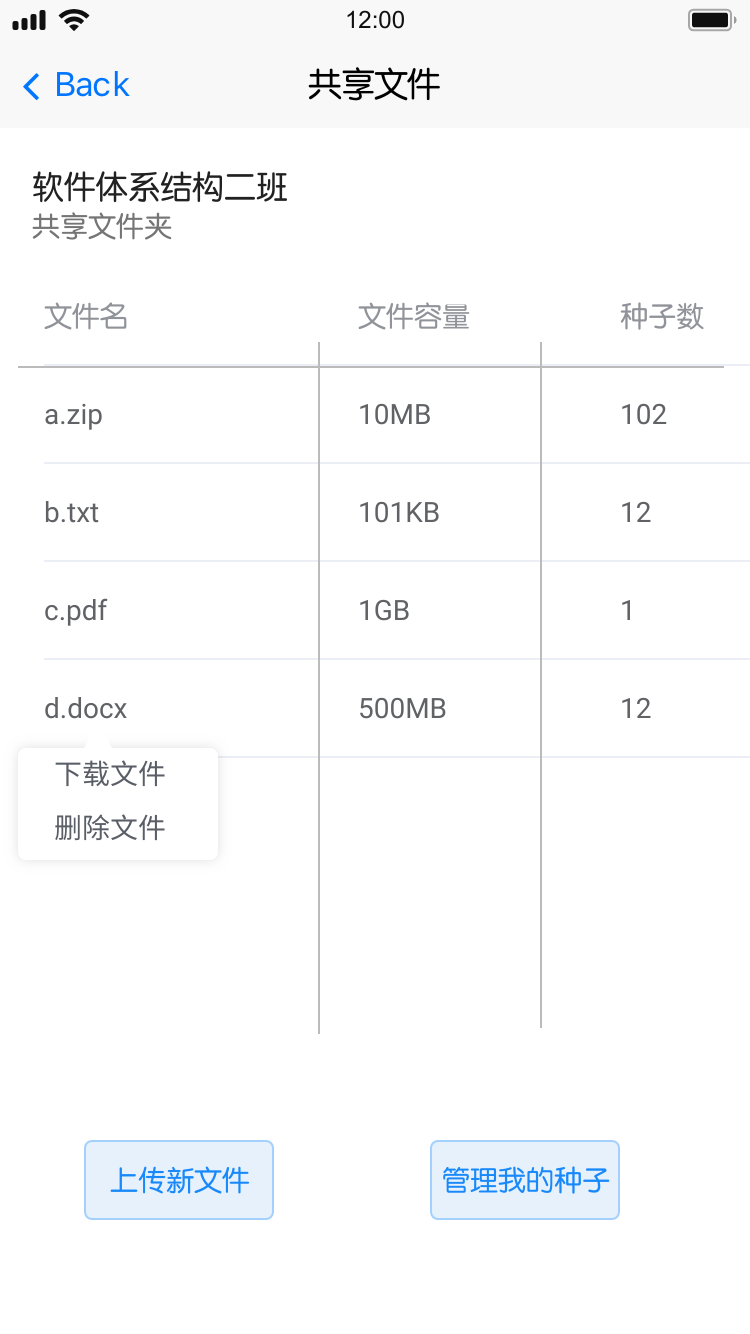 12:00
Back 共享文件
软件体系结构二班
共享文件夹
文件名 文件容量 种子数
a.zip 10MB 102
b.txt 101KB 12
c.pdf 1GB 1
d.docx 500MB 12
下载文件
删除文件
上传新文件 管理我的种子